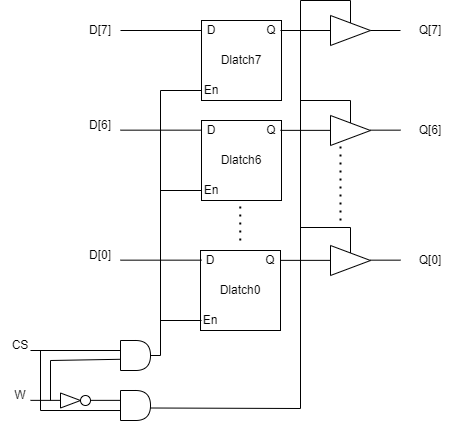 D[7] D Q Q[7]
Dlatch7
En
D[6] D Q Q[6]
Dlatch6
En
D[0] D Q Q[0]
Dlatch0
En
CS
W